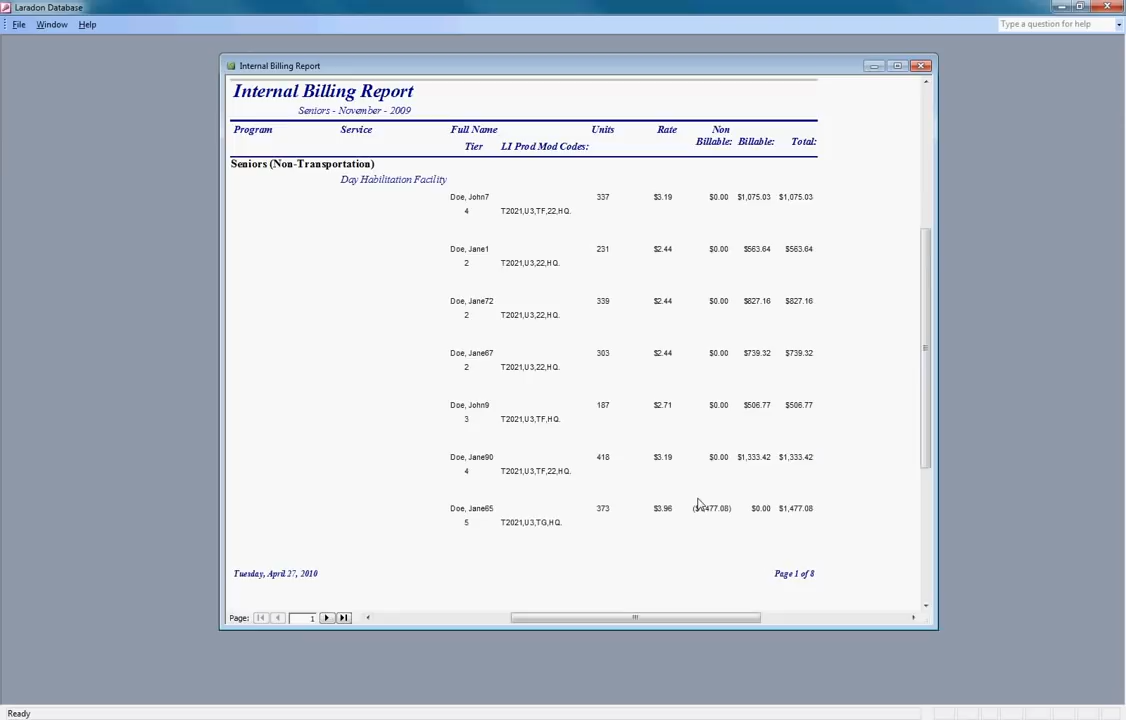 Laradon Database
File Window Help Type a question for help
Internal Billing Report
Internal Billing Report
Seniors - November - 2009
Program Service Full Name Units Rate Non Billable: Billable: Total:
Tier LI Prod Mod Codes:
Seniors (Non-Transportation)
Day Habilitation Facility
Doe, John7 337 $3.19 $0.00 $1,075.03 $1,075.03
4 T2021,U3,TF,22,HQ.
Doe, Jane1 231 $2.44 $0.00 $563.64 $563.64
2 T2021,U3,22,HQ.
Doe, Jane72 339 $2.44 $0.00 $827.16 $827.16
2 T2021,U3,22,HQ.
Doe, Jane67 303 $2.44 $0.00 $739.32 $739.32
2 T2021,U3,22,HQ.
Doe, John9 187 $2.71 $0.00 $506.77 $506.77
3 T2021,U3,TF,HQ.
Doe, Jane90 418 $3.19 $0.00 $1,333.42 $1,333.42
4 T2021,U3,TF,22,HQ.
Doe, Jane65 373 $3.96 $0.00 $1,477.08
5 T2021,U3,TG,HQ.
Tuesday, April 27, 2010 Page 1 of 8
Page: 1
Ready